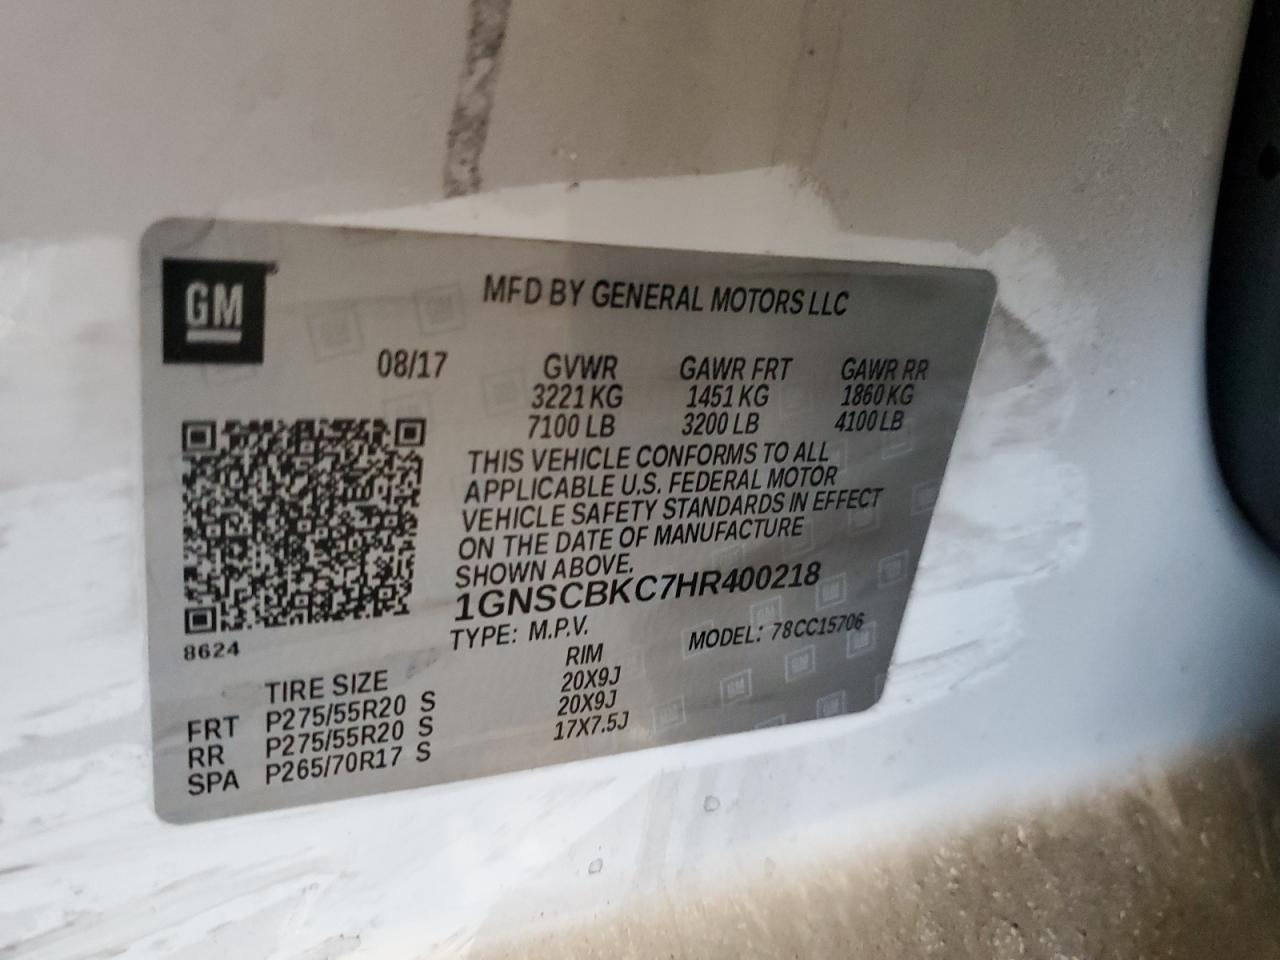 GM
MFD BY GENERAL MOTORS LLC
08/17 GVWR GAWR FRT GAWR RR
3221 KG 1451 KG 1860 KG
7100 LB 3200 LB 4100 LB
THIS VEHICLE CONFORMS TO ALL
APPLICABLE U.S. FEDERAL MOTOR
VEHICLE SAFETY STANDARDS IN EFFECT
ON THE DATE OF MANUFACTURE
SHOWN ABOVE.
1GNSCBKC7HR400218
8624
TYPE: M.P.V. MODEL: 78CC15706
TIRE SIZE RIM
FRT P275/55R20 S 20X9J
RR P275/55R20 S 20X9J
SPA P265/70R17 S 17X7.5J